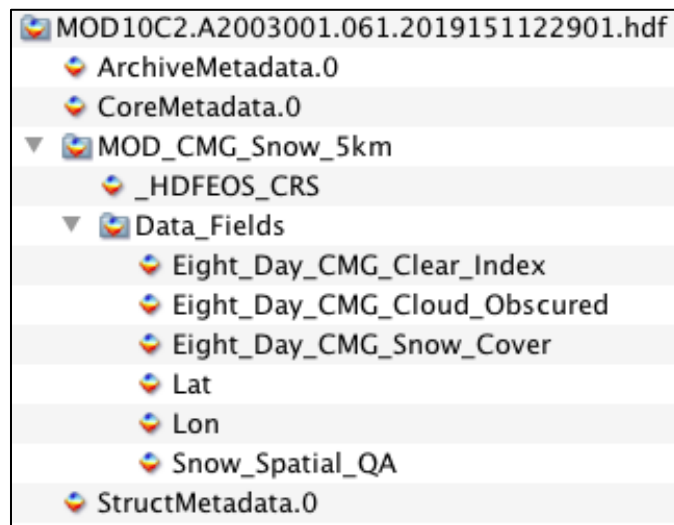 MOD10C2.A2003001.061.2019151122901.hdf
ArchiveMetadata.0
CoreMetadata.0
MOD_CMG_Snow_5km
_HDFEOS_CRS
Data_Fields
Eight_Day_CMG_Clear_Index
Eight_Day_CMG_Cloud_Obscured
Eight_Day_CMG_Snow_Cover
Lat
Lon
Snow_Spatial_QA
StructMetadata.0